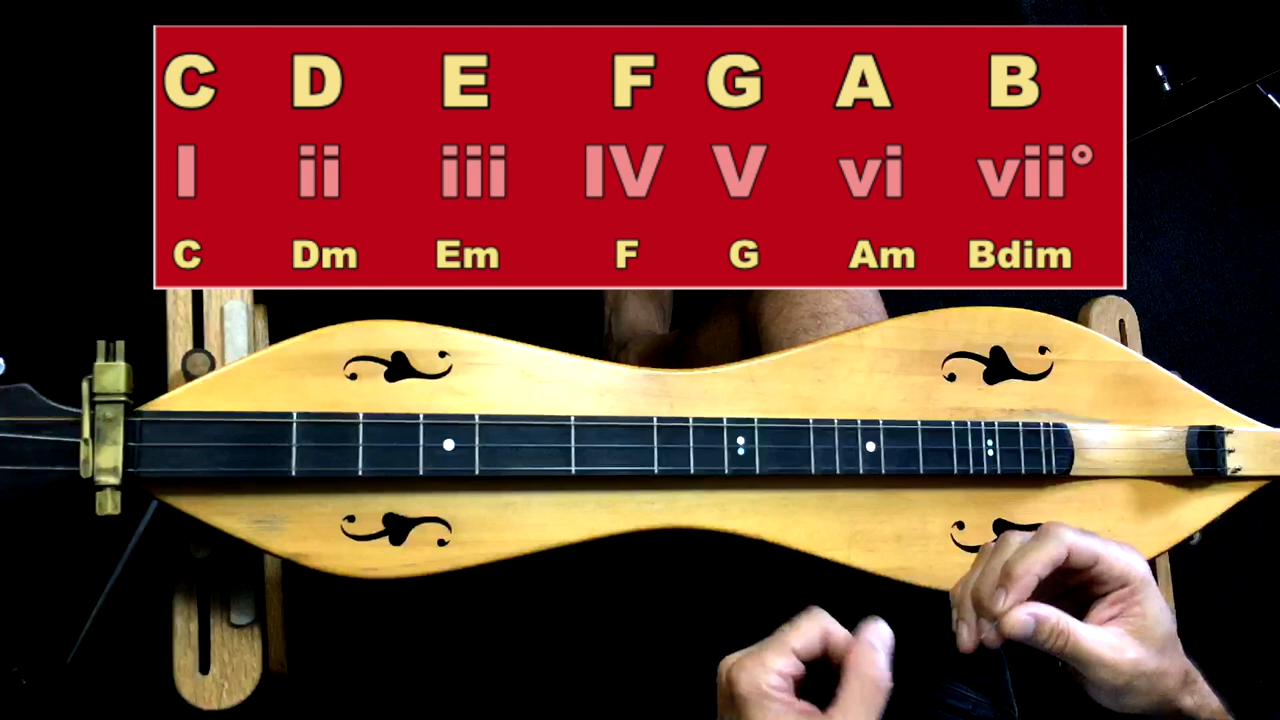 C D E F G A B
I ii iii IV V vi vii°
C Dm Em F G Am Bdim